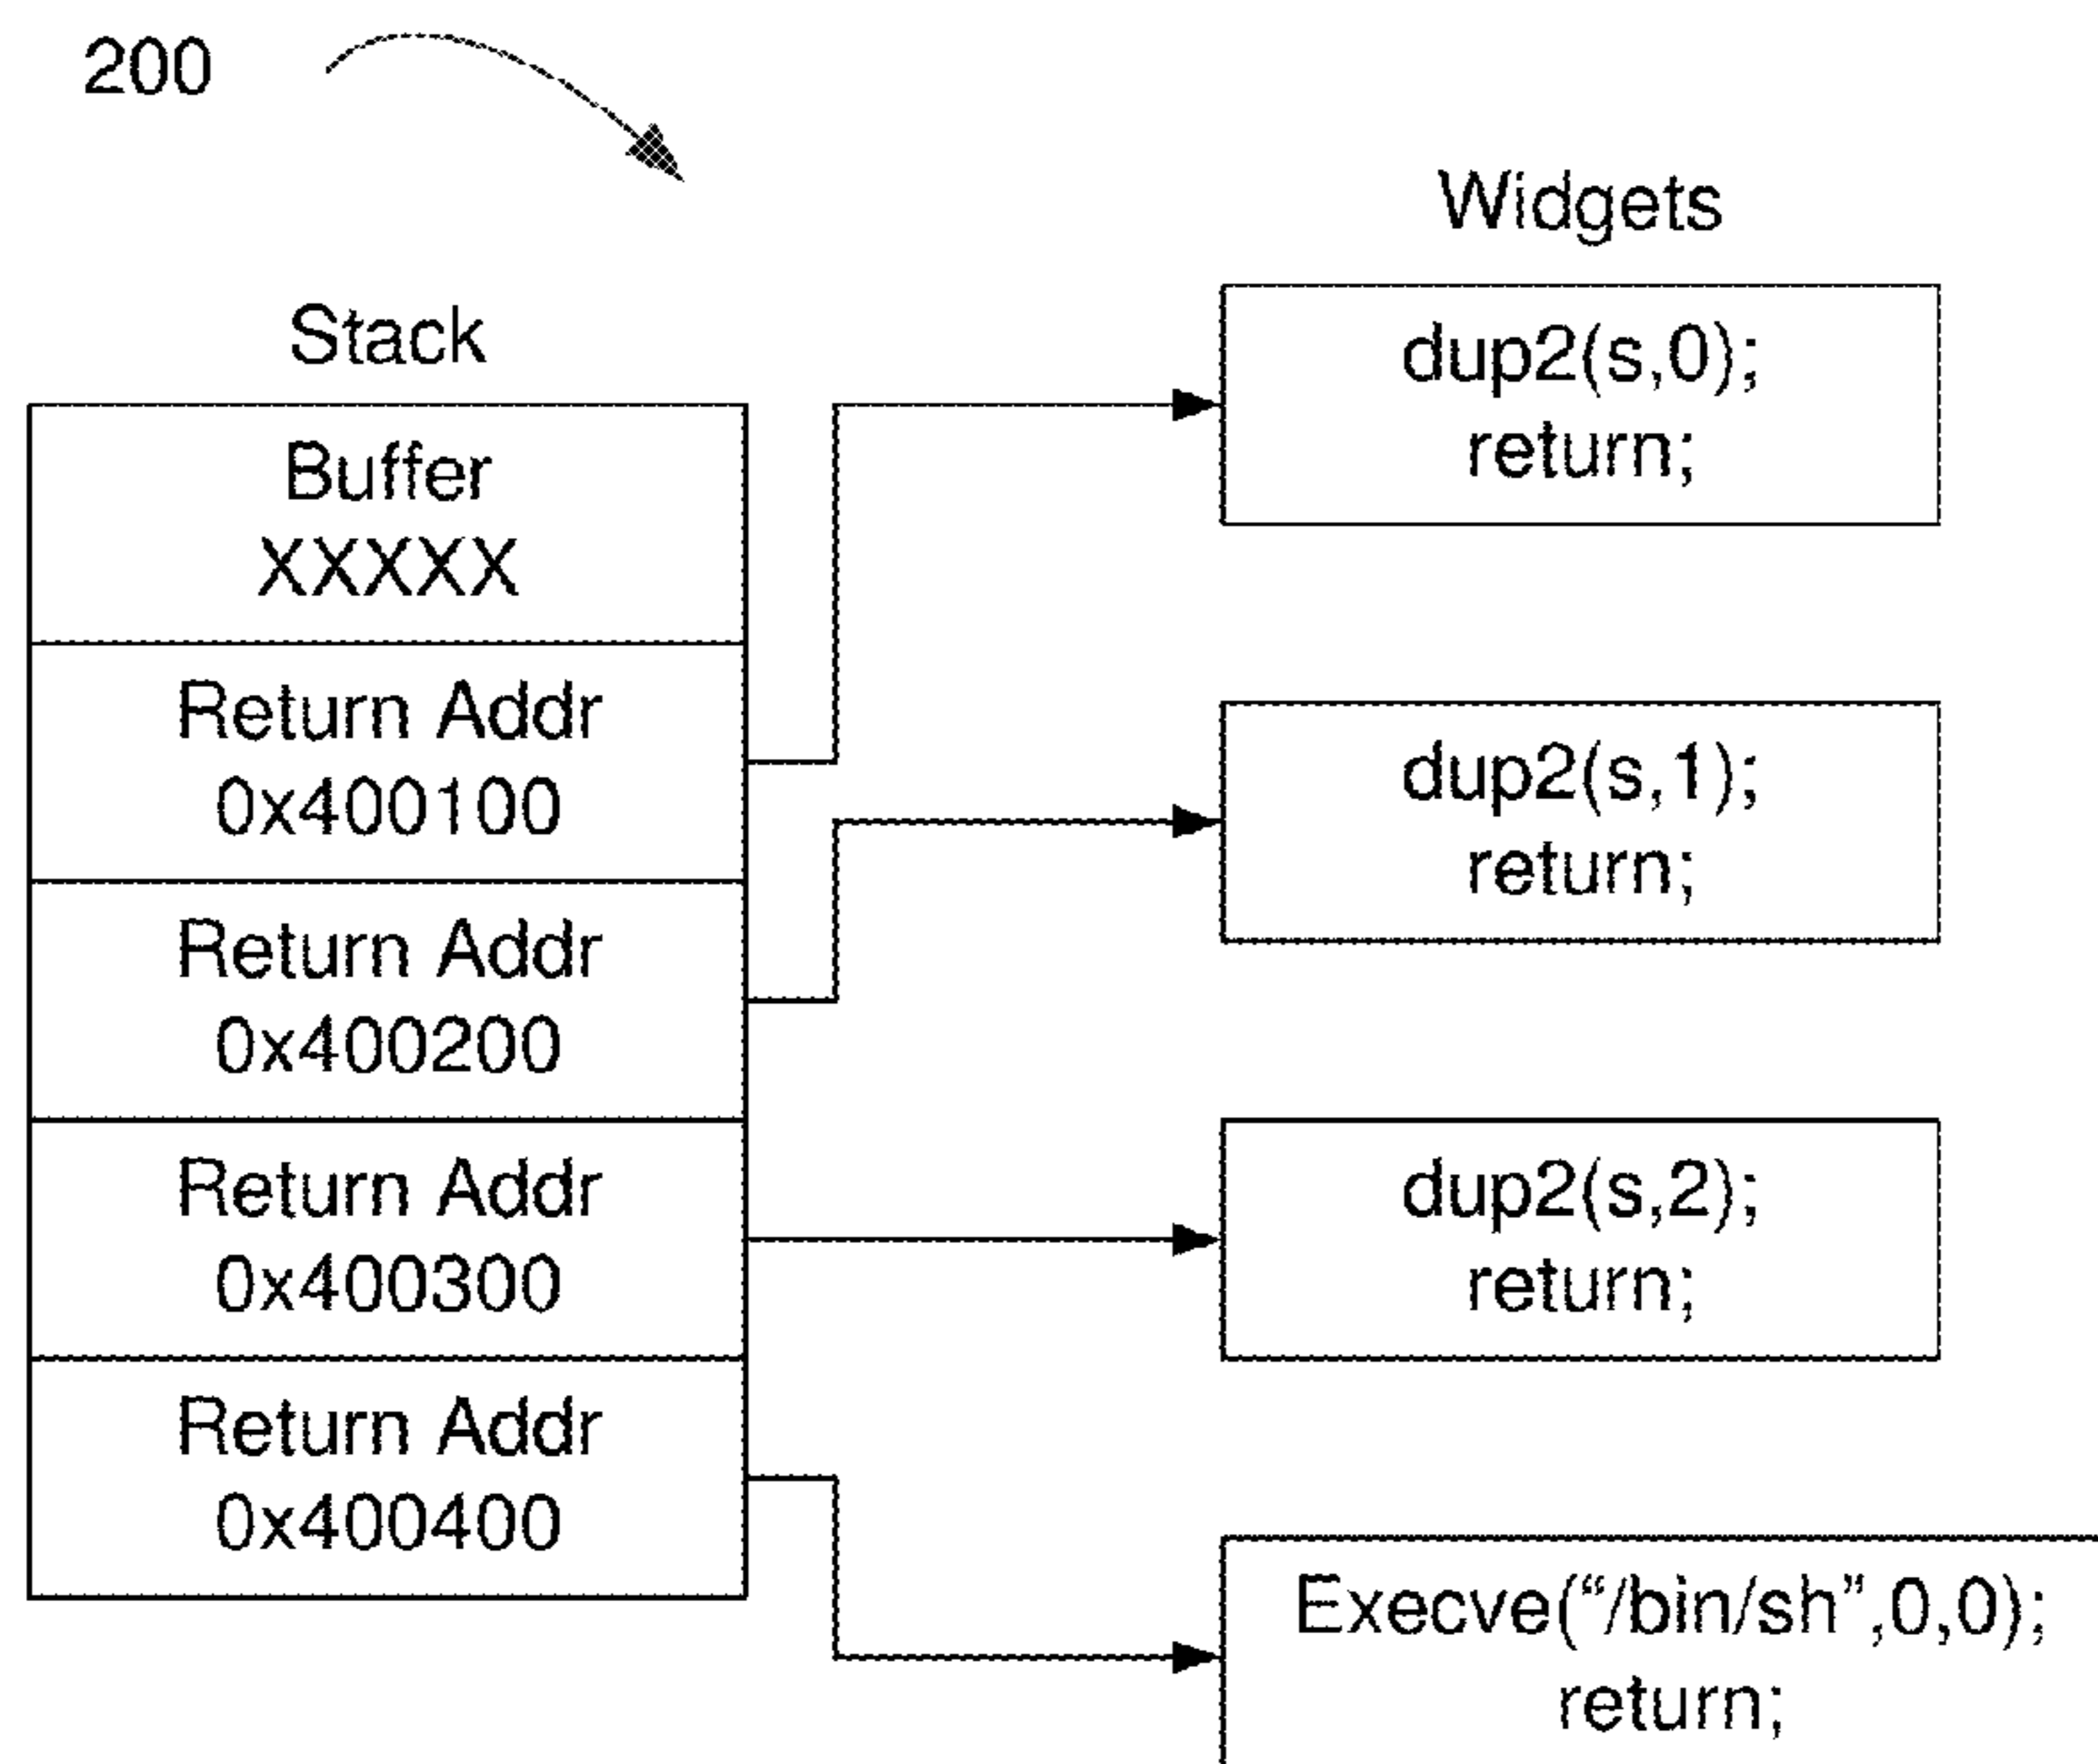 200
Stack
Buffer
XXXXX
Return Addr
0x400100
Return Addr
0x400200
Return Addr
0x400300
Return Addr
0x400400
Widgets
dup2(s,0);
return;
dup2(s,1);
return;
dup2(s,2);
return;
Execve(“/bin/sh”,0,0);
return;